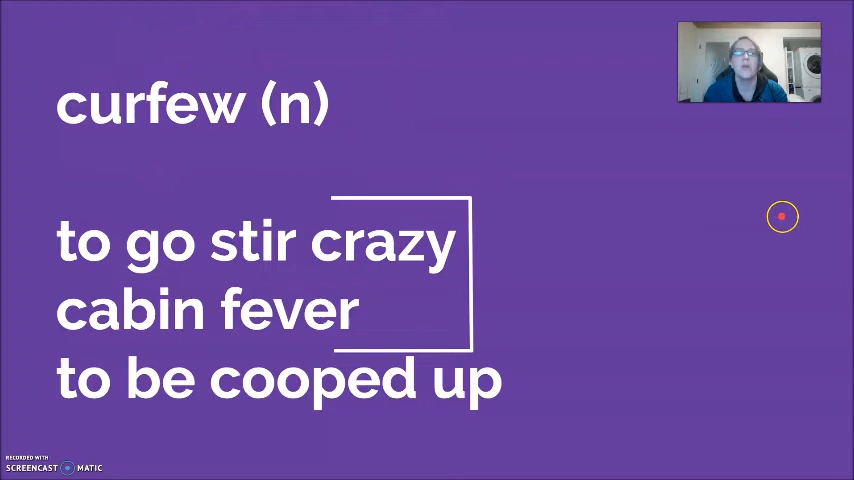 curfew (n)
to go stir crazy
cabin fever
to be cooped up
RECORDED WITH
SCREENCAST MATIC